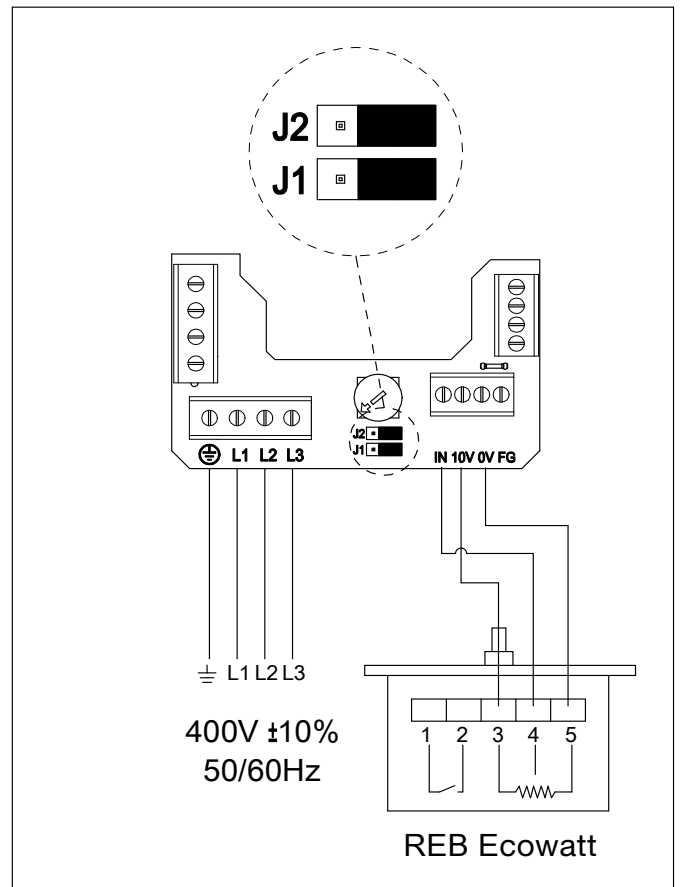 J2
J1
J2
J1
L1 L2 L3
IN 10V 0V FG
L1 L2 L3
400V ±10%
50/60Hz
1 2 3 4 5
REB Ecowatt